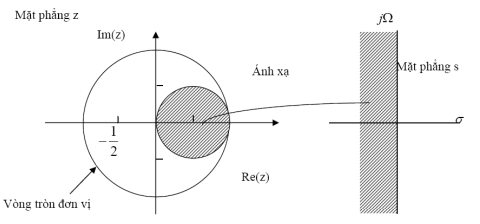 Mặt phẳng z
jΩ
Im(z)
Ánh xạ
Mặt phẳng s
σ
-1/2
Re(z)
Vòng tròn đơn vị